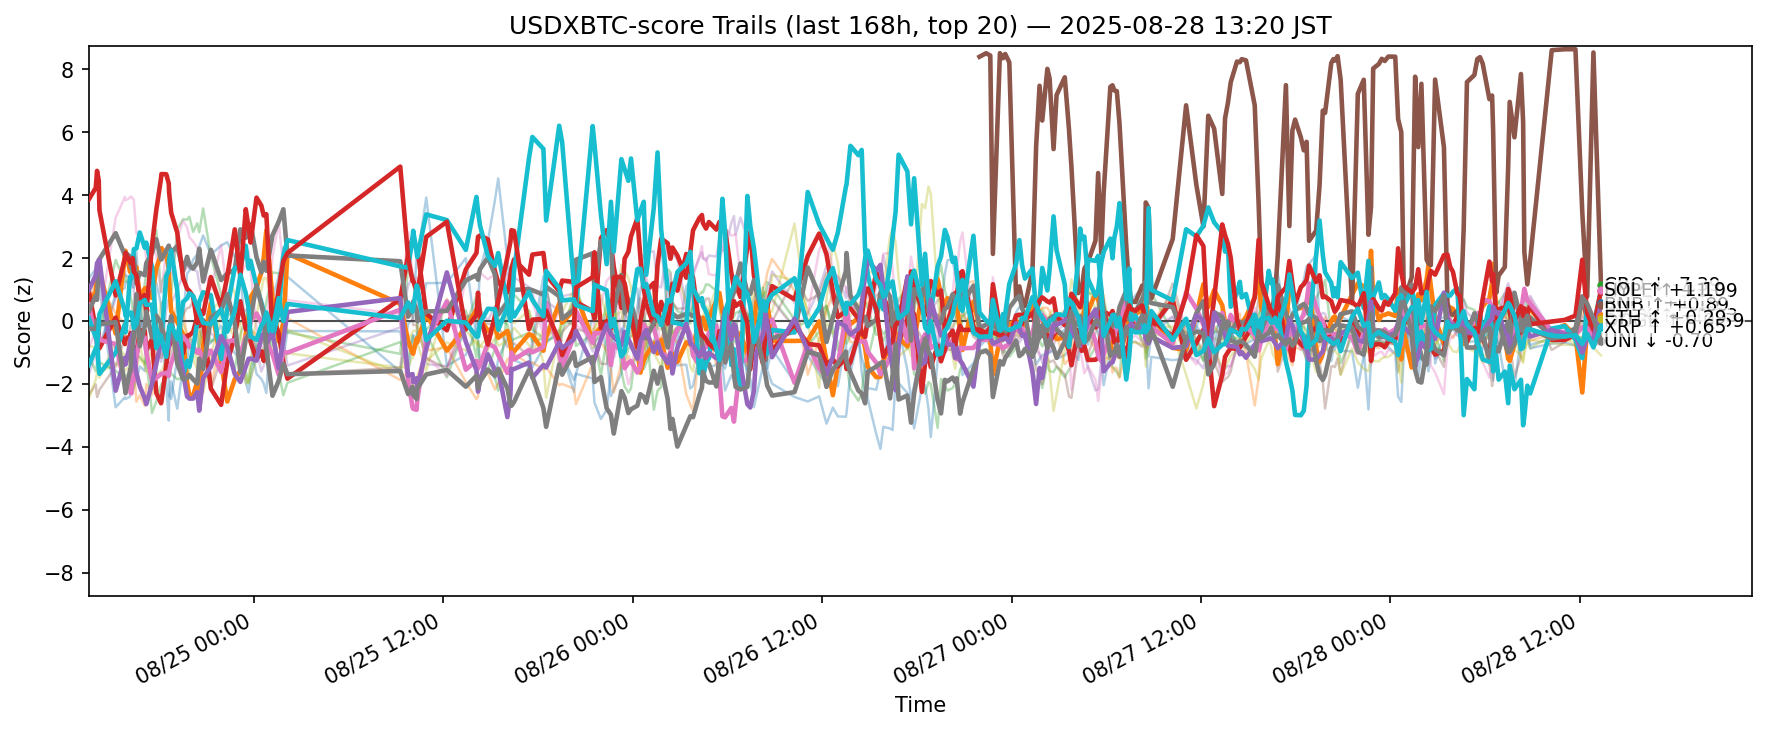 USDXBTC-score Trails (last 168h, top 20) — 2025-08-28 13:20 JST
Score (z)
8
6
4
2
0
−2
−4
−6
−8
SOL ↑ +1.19
XRP ↑ +0.65
UNI ↓ -0.70
08/25 00:00
08/25 12:00
08/26 00:00
08/26 12:00
08/27 00:00
08/27 12:00
08/28 00:00
08/28 12:00
Time